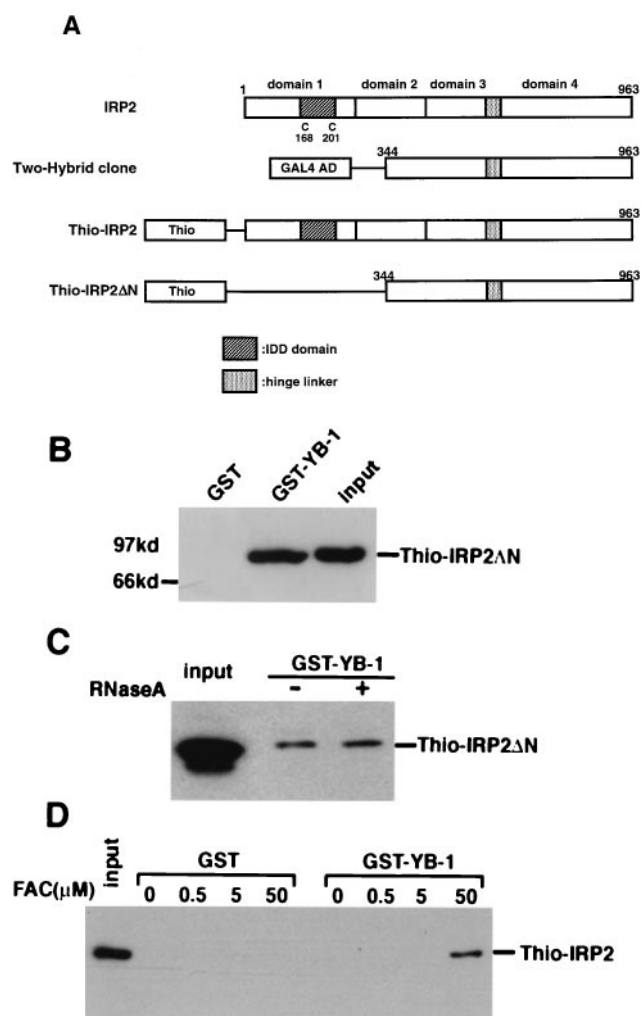 A
domain 1 domain 2 domain 3 domain 4
1 963
IRP2
C C
168 201
Two-Hybrid clone
GAL4 AD
344 963
Thio-IRP2
Thio
963
Thio-IRP2ΔN
Thio
344 963
:IDD domain
:hinge linker
B
GST GST-YB-1 input
97kd
66kd
Thio-IRP2ΔN
C
input GST-YB-1
RNaseA - +
Thio-IRP2ΔN
D
input GST GST-YB-1
FAC(μM) 0 0.5 5 50 0 0.5 5 50
Thio-IRP2